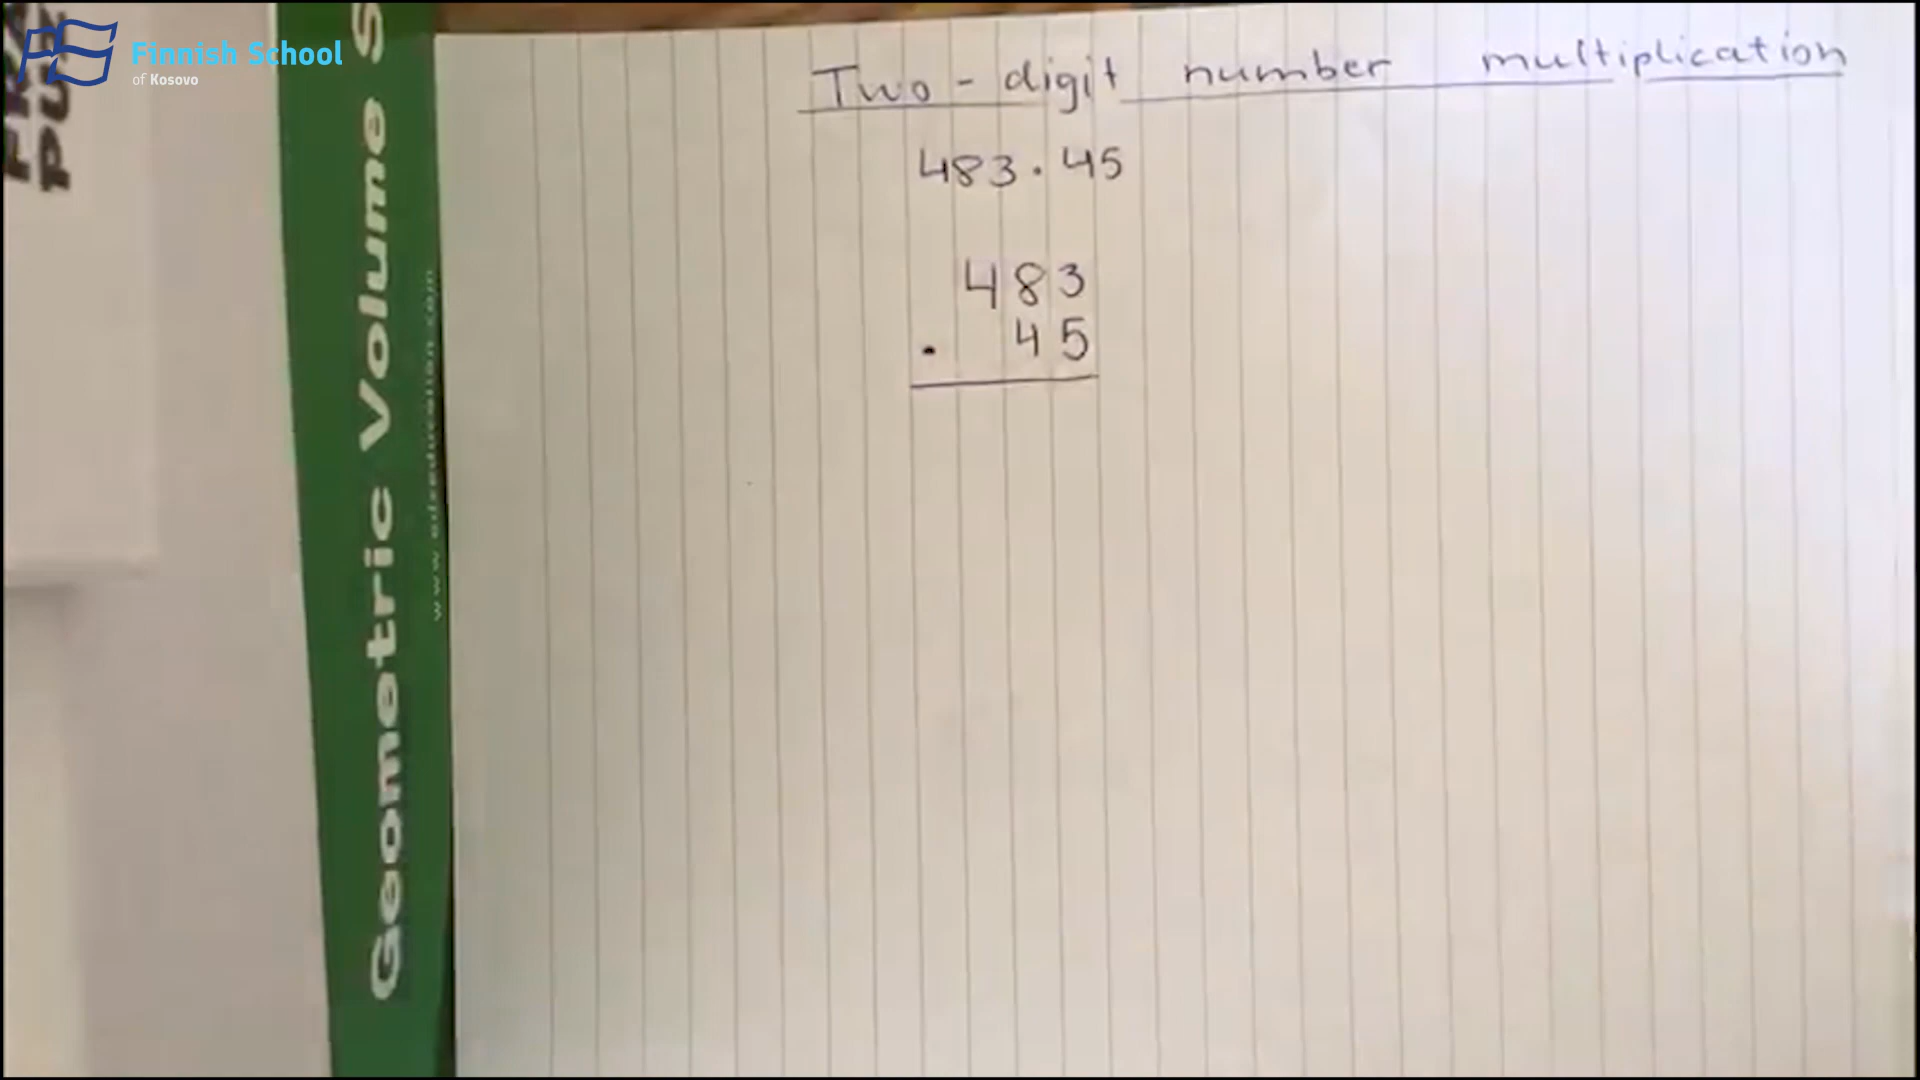 Finnish School
of Kosovo
Two-digit number multiplication
483 . 45
483
. 45
Geometric Volume S